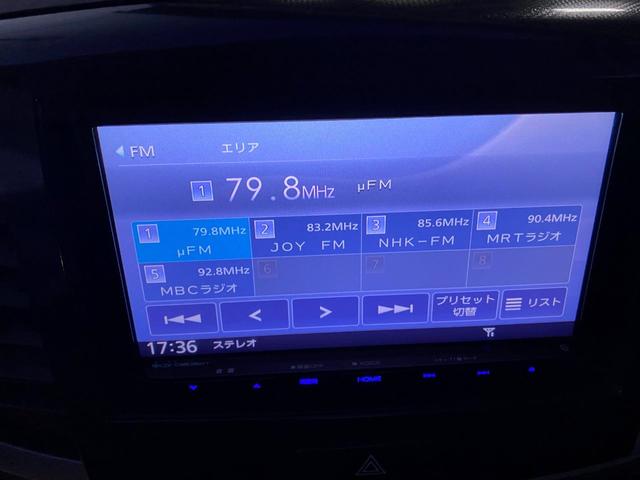 FM エリア
1 79.8MHz μFM
1 79.8MHz 2 83.2MHz 3 85.6MHz 4 90.4MHz
μFM JOY FM NHK-FM MRTラジオ
5 92.8MHz 6 7 8
MBCラジオ
プリセット 切替 リスト
17:36 ステレオ
HOME